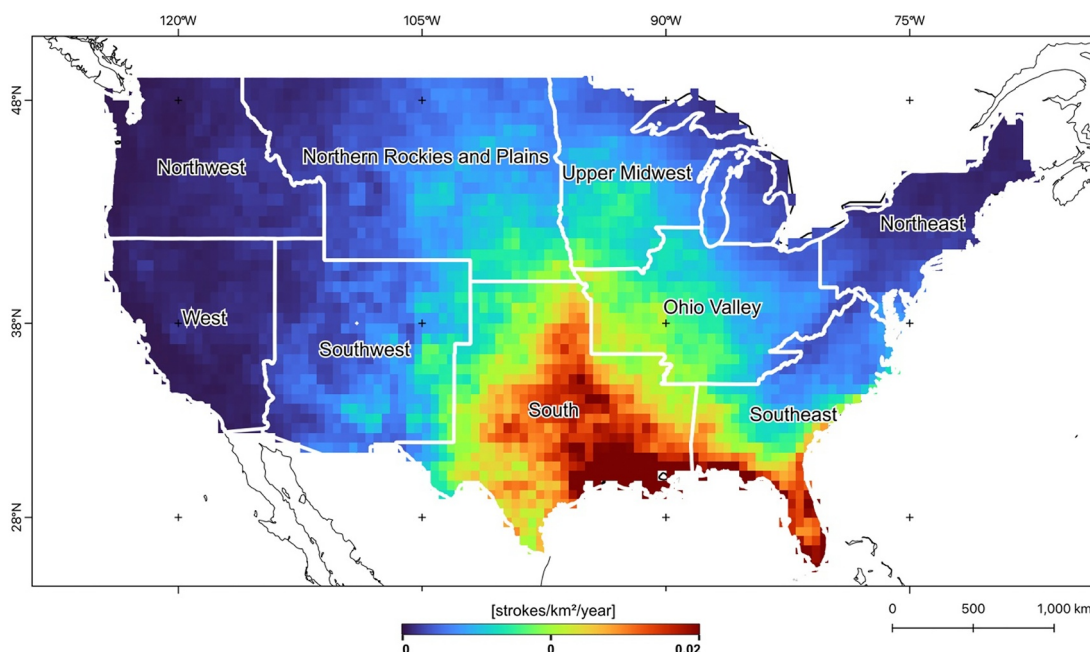 120°W 105°W 90°W 75°W
48°N
Northern Rockies and Plains
Northwest
Upper Midwest
Northeast
38°N
West
Ohio Valley
Southwest
South
Southeast
28°N
[strokes/km²/year]
0 0 0.02
0 500 1,000 km